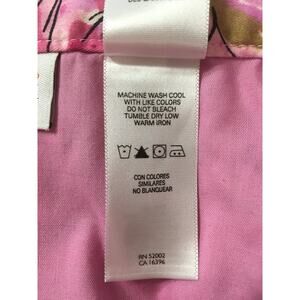 MACHINE WASH COOL
WITH LIKE COLORS
DO NOT BLEACH
TUMBLE DRY LOW
WARM IRON
CON COLORES
SIMILARES
NO BLANQUEAR
RN 52002
CA 16396